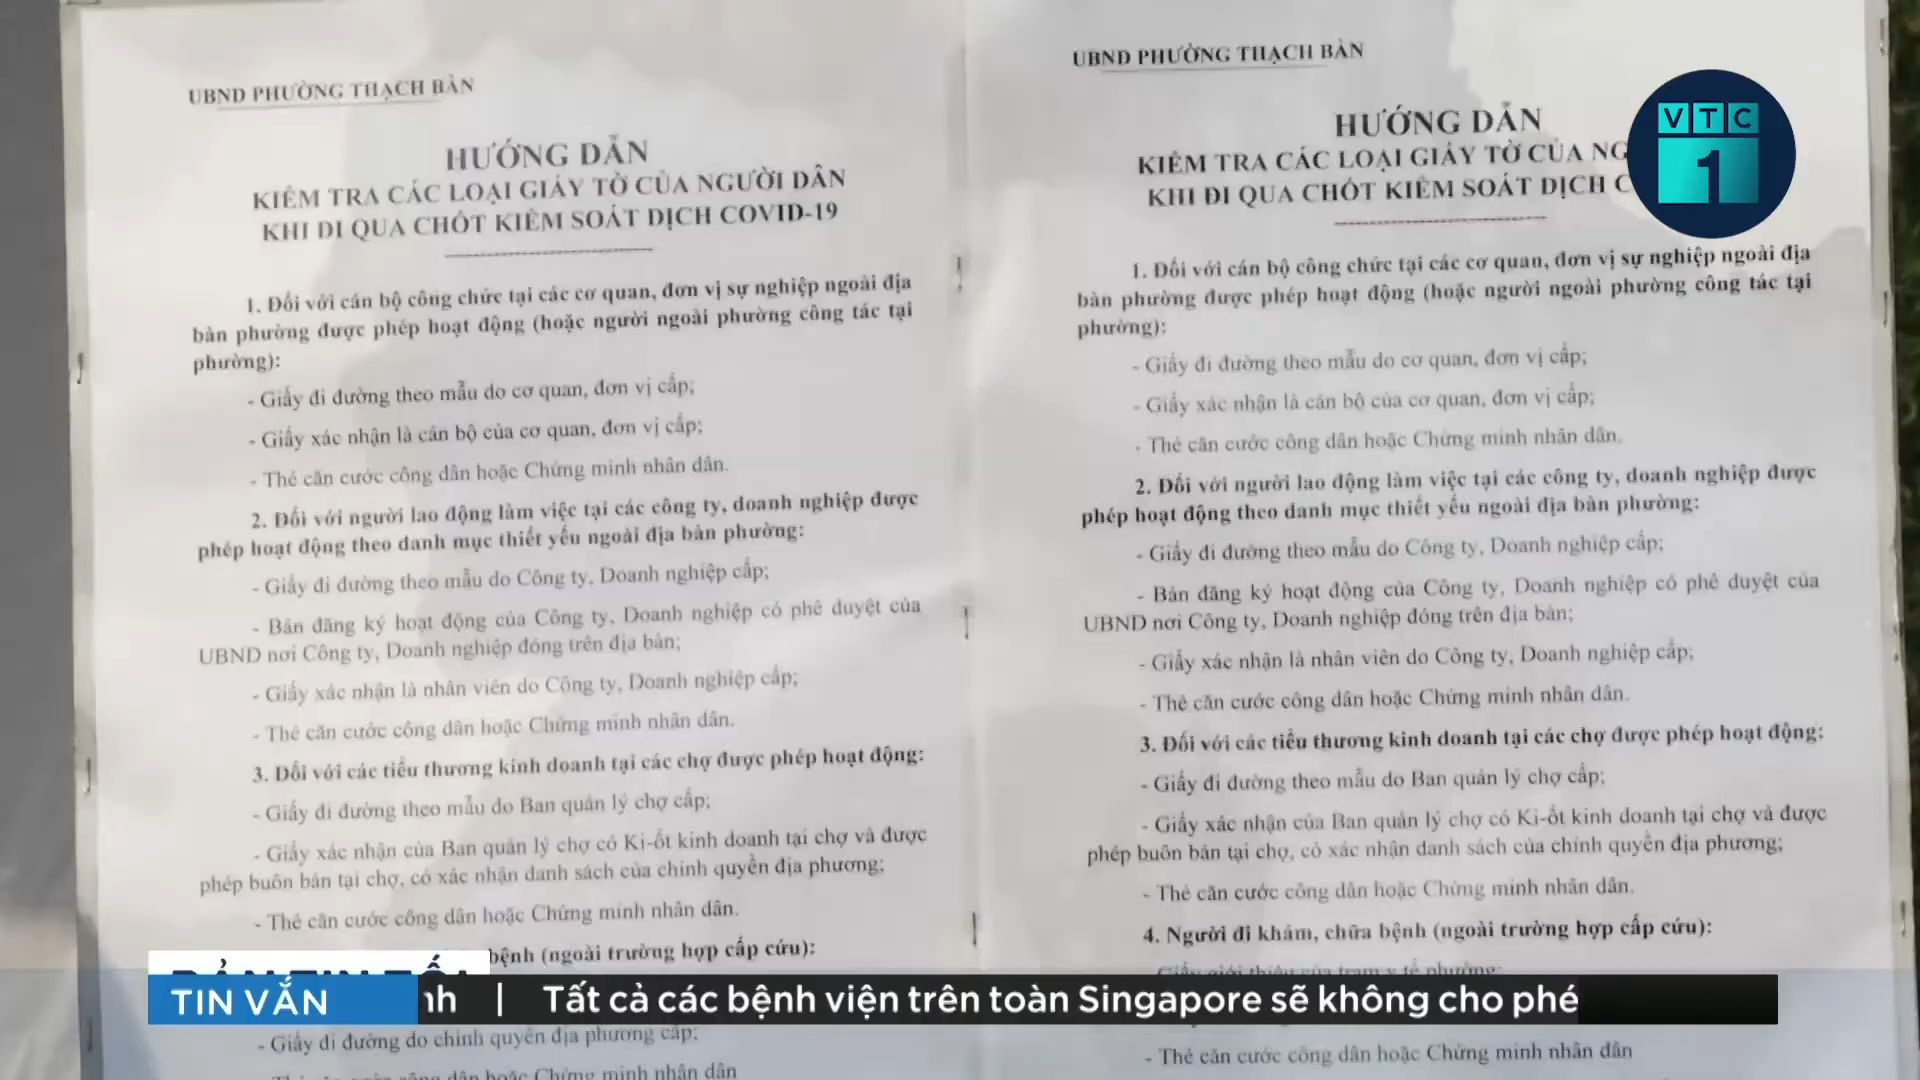 UBND PHƯỜNG THẠCH BÀN
HƯỚNG DẪN
KIỂM TRA CÁC LOẠI GIẤY TỜ CỦA NGƯỜI DÂN
KHI ĐI QUA CHỐT KIỂM SOÁT DỊCH COVID-19
1. Đối với cán bộ công chức tại các cơ quan, đơn vị sự nghiệp ngoài địa
bàn phường được phép hoạt động (hoặc người ngoài phường công tác tại
phường):
- Giấy đi đường theo mẫu do cơ quan, đơn vị cấp;
- Giấy xác nhận là cán bộ của cơ quan, đơn vị cấp;
- Thẻ căn cước công dân hoặc Chứng minh nhân dân.
2. Đối với người lao động làm việc tại các công ty, doanh nghiệp được
phép hoạt động theo danh mục thiết yếu ngoài địa bàn phường:
- Giấy đi đường theo mẫu do Công ty, Doanh nghiệp cấp;
- Bản đăng ký hoạt động của Công ty, Doanh nghiệp có phê duyệt của
UBND nơi Công ty, Doanh nghiệp đóng trên địa bàn;
- Giấy xác nhận là nhân viên do Công ty, Doanh nghiệp cấp;
- Thẻ căn cước công dân hoặc Chứng minh nhân dân.
3. Đối với các tiểu thương kinh doanh tại các chợ được phép hoạt động:
- Giấy đi đường theo mẫu do Ban quản lý chợ cấp;
- Giấy xác nhận của Ban quản lý chợ có Ki-ốt kinh doanh tại chợ và được
phép buôn bán tại chợ, có xác nhận danh sách của chính quyền địa phương;
- Thẻ căn cước công dân hoặc Chứng minh nhân dân.
bệnh (ngoài trường hợp cấp cứu):
- Giấy đi đường do chính quyền địa phương cấp;
công dân hoặc Chứng minh nhân dân
UBND PHƯỜNG THẠCH BÀN
HƯỚNG DẪN
KIỂM TRA CÁC LOẠI GIẤY TỜ CỦA NG
KHI ĐI QUA CHỐT KIỂM SOÁT DỊCH C
1. Đối với cán bộ công chức tại các cơ quan, đơn vị sự nghiệp ngoài địa
bàn phường được phép hoạt động (hoặc người ngoài phường công tác tại
phường):
- Giấy đi đường theo mẫu do cơ quan, đơn vị cấp;
- Giấy xác nhận là cán bộ của cơ quan, đơn vị cấp;
- Thẻ căn cước công dân hoặc Chứng minh nhân dân.
2. Đối với người lao động làm việc tại các công ty, doanh nghiệp được
phép hoạt động theo danh mục thiết yếu ngoài địa bàn phường:
- Giấy đi đường theo mẫu do Công ty, Doanh nghiệp cấp;
- Bản đăng ký hoạt động của Công ty, Doanh nghiệp có phê duyệt của
UBND nơi Công ty, Doanh nghiệp đóng trên địa bàn;
- Giấy xác nhận là nhân viên do Công ty, Doanh nghiệp cấp;
- Thẻ căn cước công dân hoặc Chứng minh nhân dân.
3. Đối với các tiểu thương kinh doanh tại các chợ được phép hoạt động:
- Giấy đi đường theo mẫu do Ban quản lý chợ cấp;
- Giấy xác nhận của Ban quản lý chợ có Ki-ốt kinh doanh tại chợ và được
phép buôn bán tại chợ, có xác nhận danh sách của chính quyền địa phương;
- Thẻ căn cước công dân hoặc Chứng minh nhân dân.
4. Người đi khám, chữa bệnh (ngoài trường hợp cấp cứu):
- Giấy giới thiệu của trạm y tế phường;
- Thẻ căn cước công dân hoặc Chứng minh nhân dân
VTC
1
TIN VẮN
nh | Tất cả các bệnh viện trên toàn Singapore sẽ không cho phé